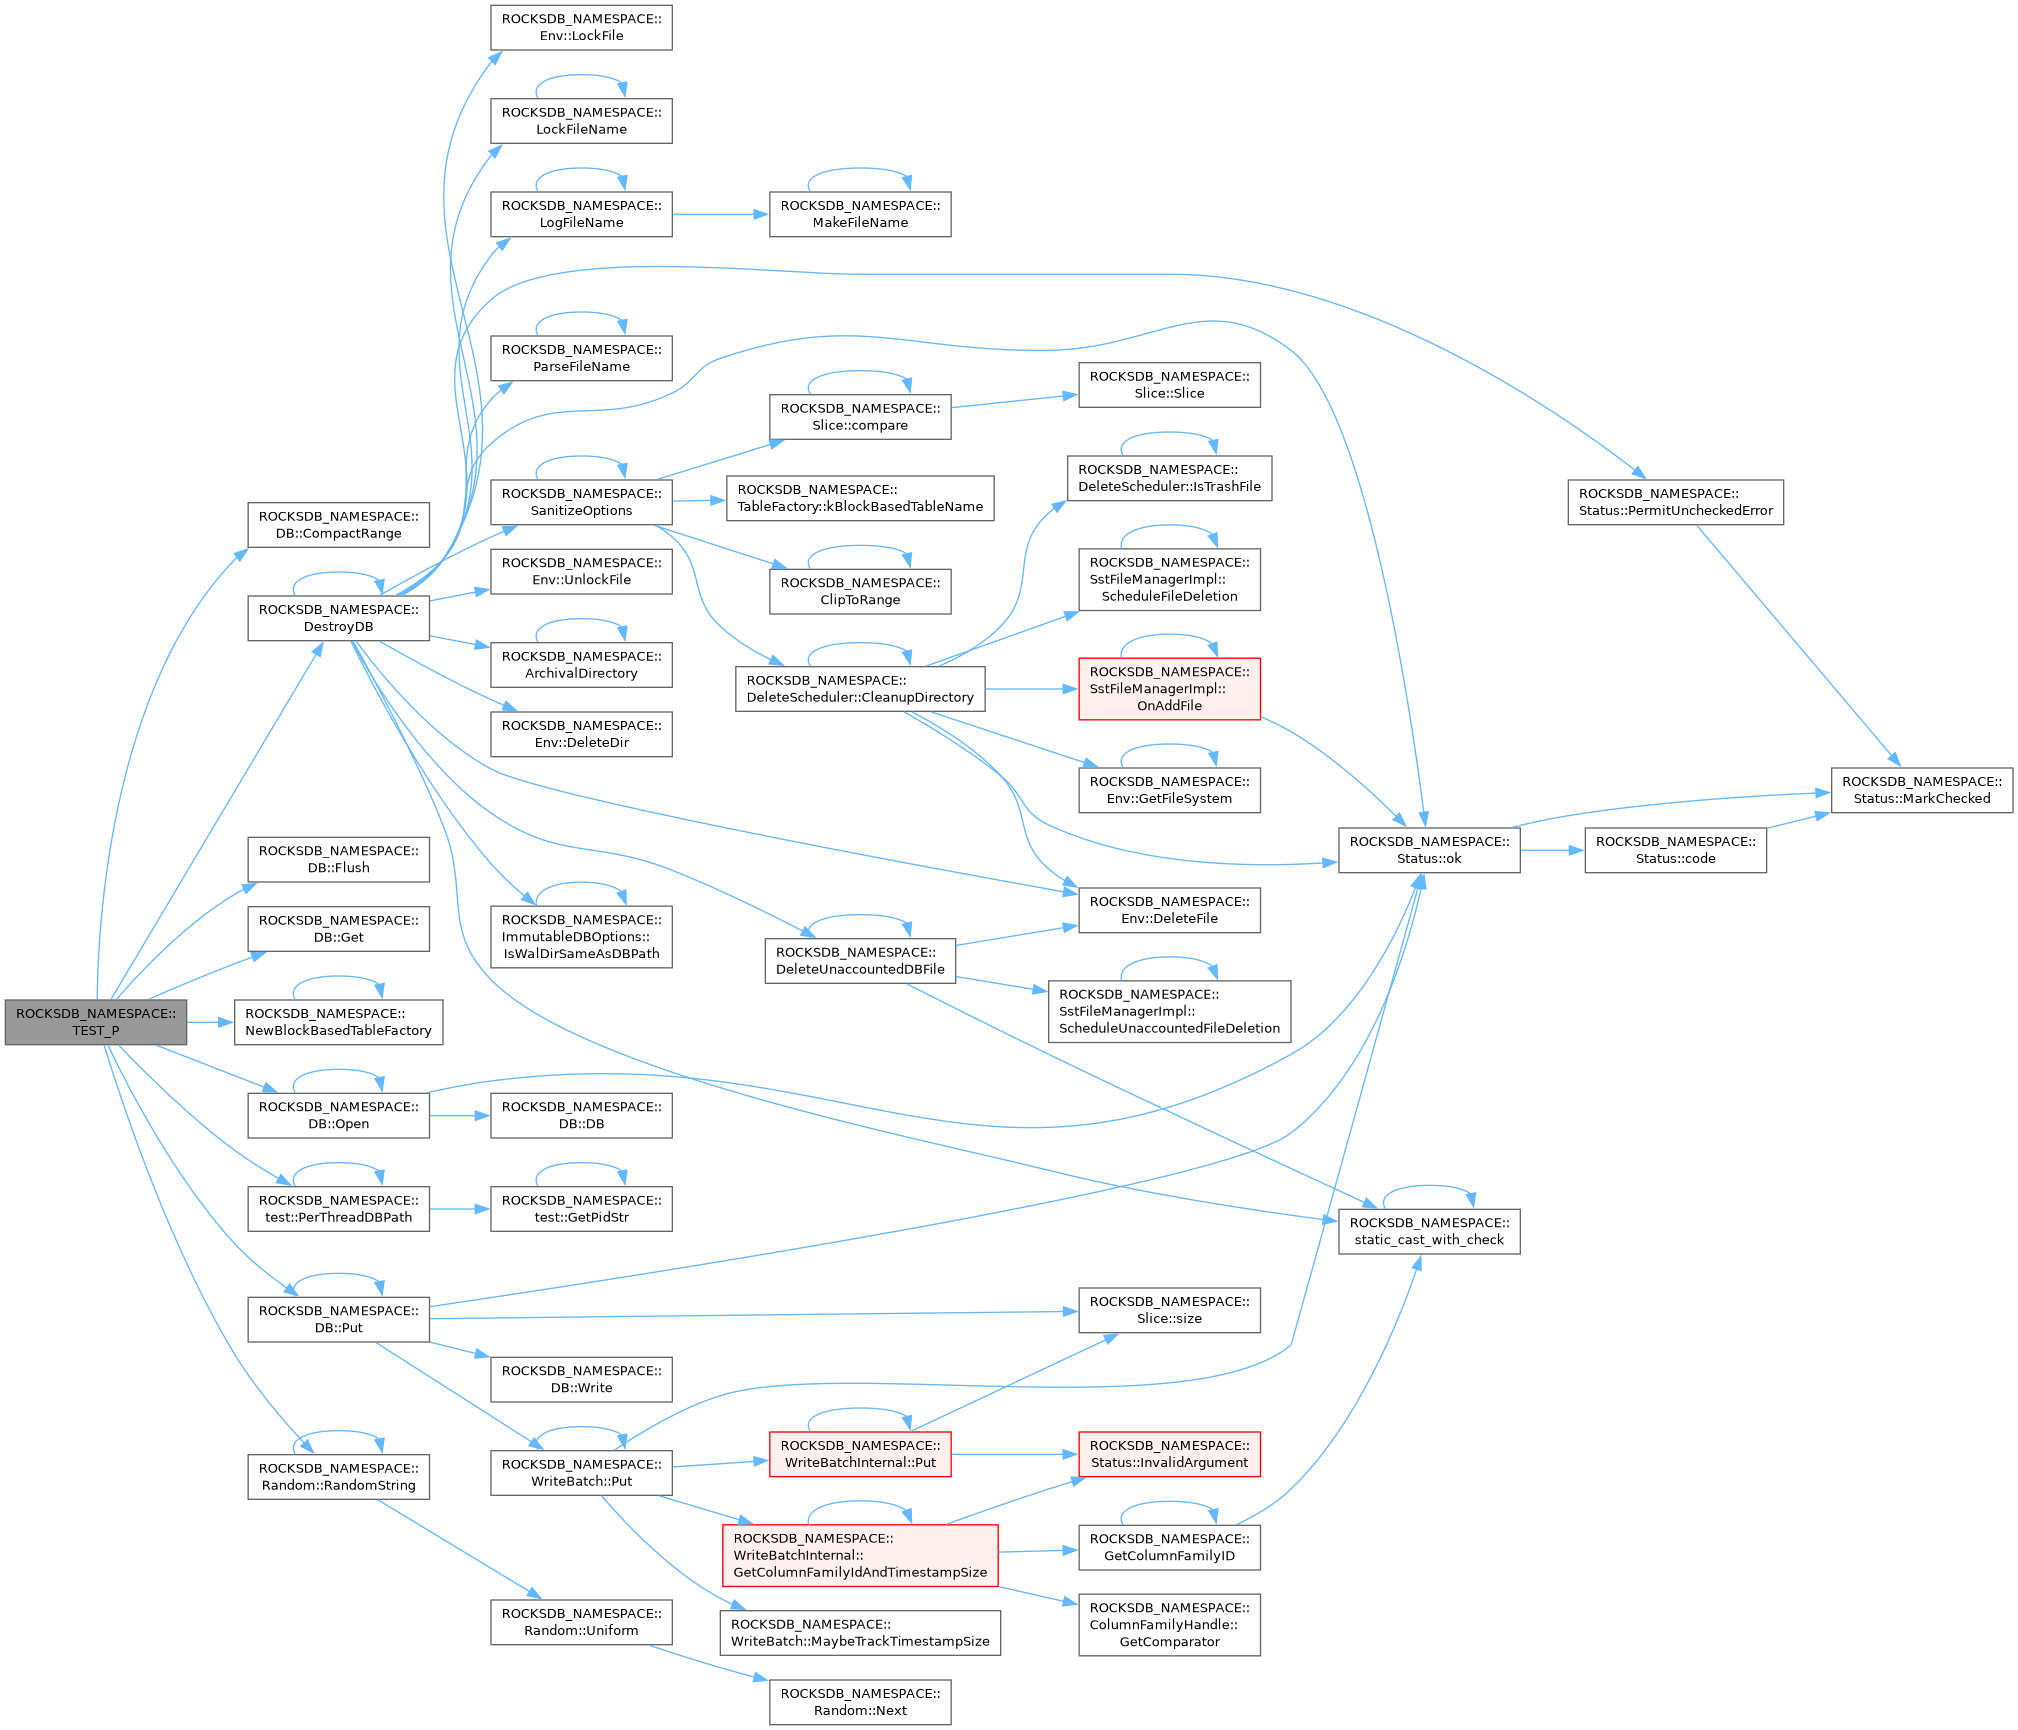 ROCKSDB_NAMESPACE::
TEST_P
ROCKSDB_NAMESPACE::
DB::CompactRange
ROCKSDB_NAMESPACE::
DestroyDB
ROCKSDB_NAMESPACE::
DB::Flush
ROCKSDB_NAMESPACE::
DB::Get
ROCKSDB_NAMESPACE::
NewBlockBasedTableFactory
ROCKSDB_NAMESPACE::
DB::Open
ROCKSDB_NAMESPACE::
test::PerThreadDBPath
ROCKSDB_NAMESPACE::
DB::Put
ROCKSDB_NAMESPACE::
Random::RandomString
ROCKSDB_NAMESPACE::
Env::LockFile
ROCKSDB_NAMESPACE::
LockFileName
ROCKSDB_NAMESPACE::
LogFileName
ROCKSDB_NAMESPACE::
ParseFileName
ROCKSDB_NAMESPACE::
SanitizeOptions
ROCKSDB_NAMESPACE::
Env::UnlockFile
ROCKSDB_NAMESPACE::
ArchivalDirectory
ROCKSDB_NAMESPACE::
Env::DeleteDir
ROCKSDB_NAMESPACE::
ImmutableDBOptions::
IsWalDirSameAsDBPath
ROCKSDB_NAMESPACE::
DB::DB
ROCKSDB_NAMESPACE::
test::GetPidStr
ROCKSDB_NAMESPACE::
DB::Write
ROCKSDB_NAMESPACE::
WriteBatch::Put
ROCKSDB_NAMESPACE::
Random::Uniform
ROCKSDB_NAMESPACE::
MakeFileName
ROCKSDB_NAMESPACE::
Slice::compare
ROCKSDB_NAMESPACE::
TableFactory::kBlockBasedTableName
ROCKSDB_NAMESPACE::
ClipToRange
ROCKSDB_NAMESPACE::
DeleteScheduler::CleanupDirectory
ROCKSDB_NAMESPACE::
DeleteUnaccountedDBFile
ROCKSDB_NAMESPACE::
WriteBatchInternal::Put
ROCKSDB_NAMESPACE::
WriteBatchInternal::
GetColumnFamilyIdAndTimestampSize
ROCKSDB_NAMESPACE::
WriteBatch::MaybeTrackTimestampSize
ROCKSDB_NAMESPACE::
Random::Next
ROCKSDB_NAMESPACE::
Slice::Slice
ROCKSDB_NAMESPACE::
DeleteScheduler::IsTrashFile
ROCKSDB_NAMESPACE::
SstFileManagerImpl::
ScheduleFileDeletion
ROCKSDB_NAMESPACE::
SstFileManagerImpl::
OnAddFile
ROCKSDB_NAMESPACE::
Env::GetFileSystem
ROCKSDB_NAMESPACE::
Env::DeleteFile
ROCKSDB_NAMESPACE::
SstFileManagerImpl::
ScheduleUnaccountedFileDeletion
ROCKSDB_NAMESPACE::
Slice::size
ROCKSDB_NAMESPACE::
Status::InvalidArgument
ROCKSDB_NAMESPACE::
GetColumnFamilyID
ROCKSDB_NAMESPACE::
ColumnFamilyHandle::
GetComparator
ROCKSDB_NAMESPACE::
Status::ok
ROCKSDB_NAMESPACE::
static_cast_with_check
ROCKSDB_NAMESPACE::
Status::PermitUncheckedError
ROCKSDB_NAMESPACE::
Status::code
ROCKSDB_NAMESPACE::
Status::MarkChecked